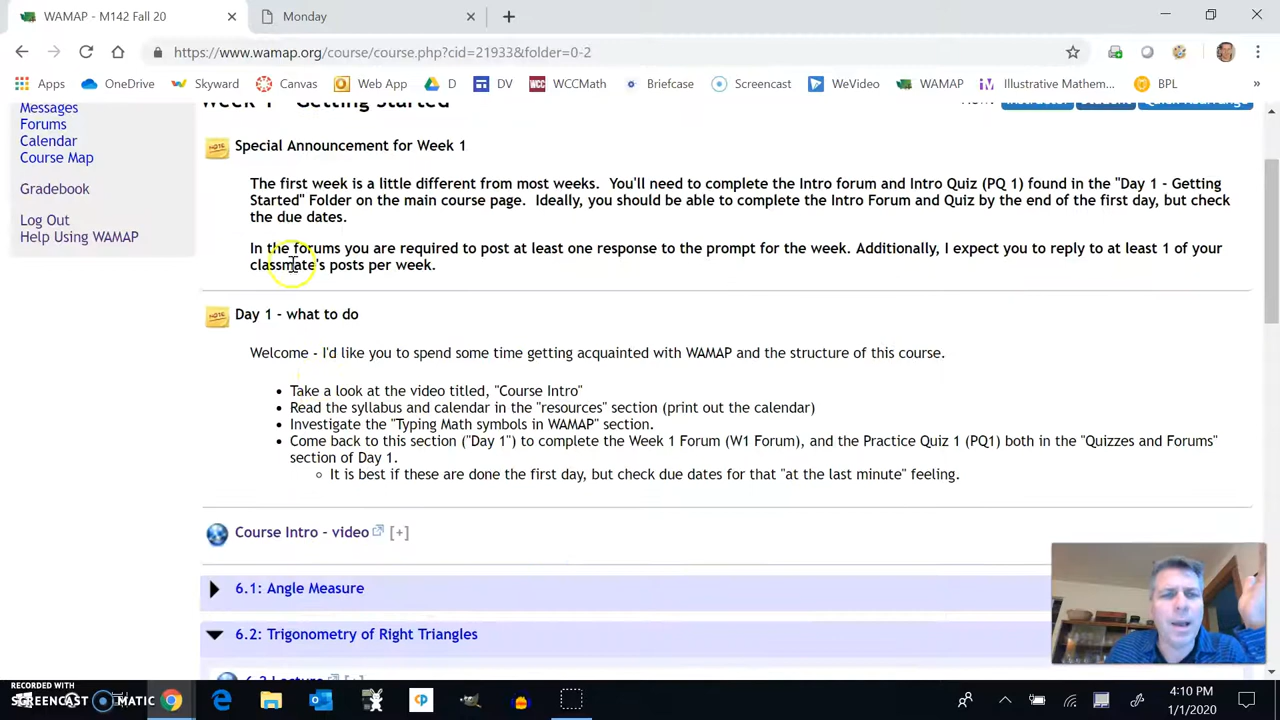 WAMAP - M142 Fall 20
Monday
https://www.wamap.org/course/course.php?cid=21933&folder=0-2
Apps OneDrive Skyward Canvas Web App D DV WCCMath Briefcase Screencast WeVideo WAMAP Illustrative Mathem... BPL »
Messages
Forums
Calendar
Course Map
Gradebook
Log Out
Help Using WAMAP
Week 1 - Getting Started
Special Announcement for Week 1
The first week is a little different from most weeks. You'll need to complete the Intro forum and Intro Quiz (PQ 1) found in the "Day 1 - Getting
Started" Folder on the main course page. Ideally, you should be able to complete the Intro Forum and Quiz by the end of the first day, but check
the due dates.
In the forums you are required to post at least one response to the prompt for the week. Additionally, I expect you to reply to at least 1 of your
classmate's posts per week.
Day 1 - what to do
Welcome - I'd like you to spend some time getting acquainted with WAMAP and the structure of this course.
• Take a look at the video titled, "Course Intro"
• Read the syllabus and calendar in the "resources" section (print out the calendar)
• Investigate the "Typing Math symbols in WAMAP" section.
• Come back to this section ("Day 1") to complete the Week 1 Forum (W1 Forum), and the Practice Quiz 1 (PQ1) both in the "Quizzes and Forums"
section of Day 1.
It is best if these are done the first day, but check due dates for that "at the last minute" feeling.
Course Intro - video [+]
6.1: Angle Measure
6.2: Trigonometry of Right Triangles
6.2 Lecture
RECORDED WITH
SCREENCAST MATIC
4:10 PM
1/1/2020